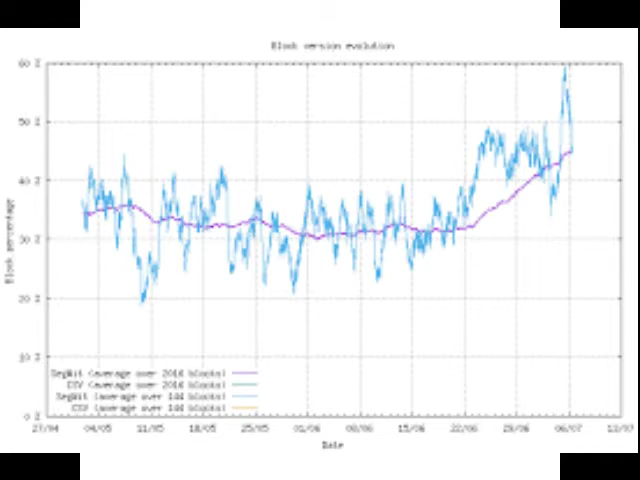 Block version evolution
60 %
50 %
40 %
30 %
20 %
10 %
0 %
Block percentage
SegWit (average over 2016 blocks)
CSV (average over 2016 blocks)
SegWit (average over 144 blocks)
CSV (average over 144 blocks)
27/04 04/05 11/05 18/05 25/05 01/06 08/06 15/06 22/06 29/06 06/07 13/07
Date